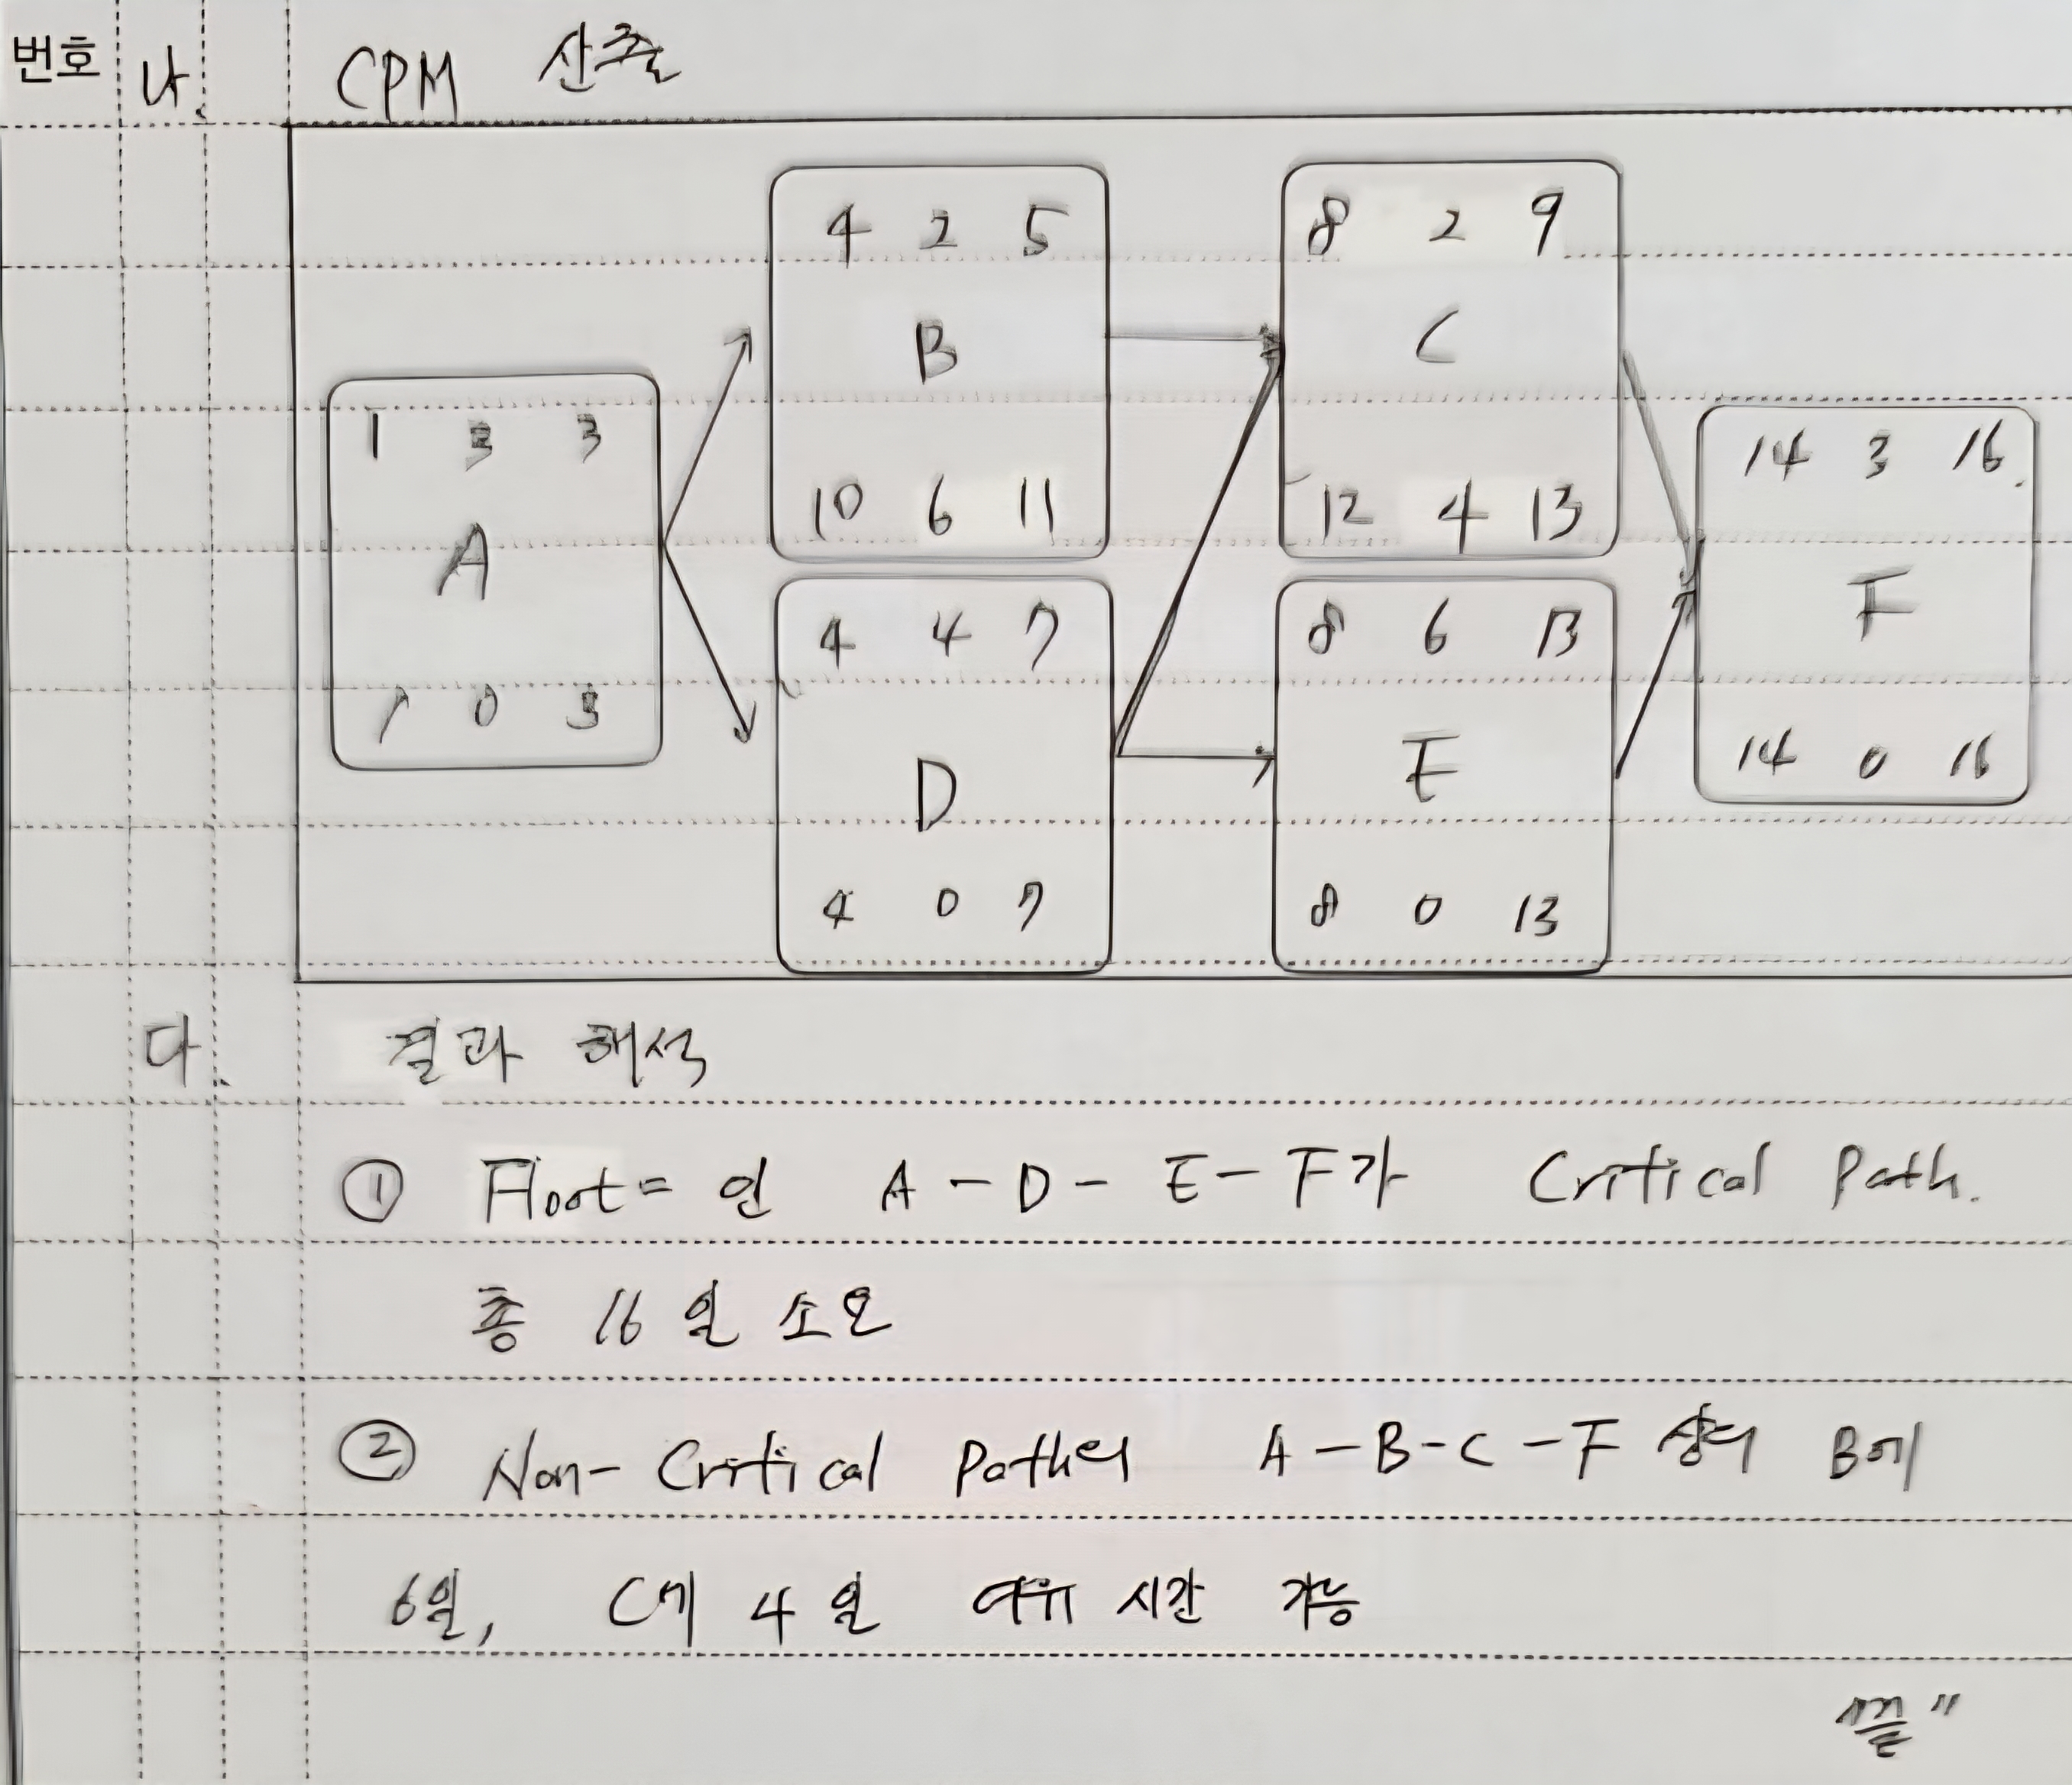 번호 나. CPM 산출
4 2 5
B
10 6 11
8 2 9
C
12 4 13
1 3 3
A
1 0 3
4 4 7
D
4 0 7
8 6 13
E
8 0 13
14 3 16
F
14 0 16
다. 결과 해석
① Float= 인 A - D - E - F가 Critical Path.
총 16일 소요
② Non-Critical Path인 A - B - C - F 상의 B에
6일, C에 4일 여유 시간 가능
"끝"